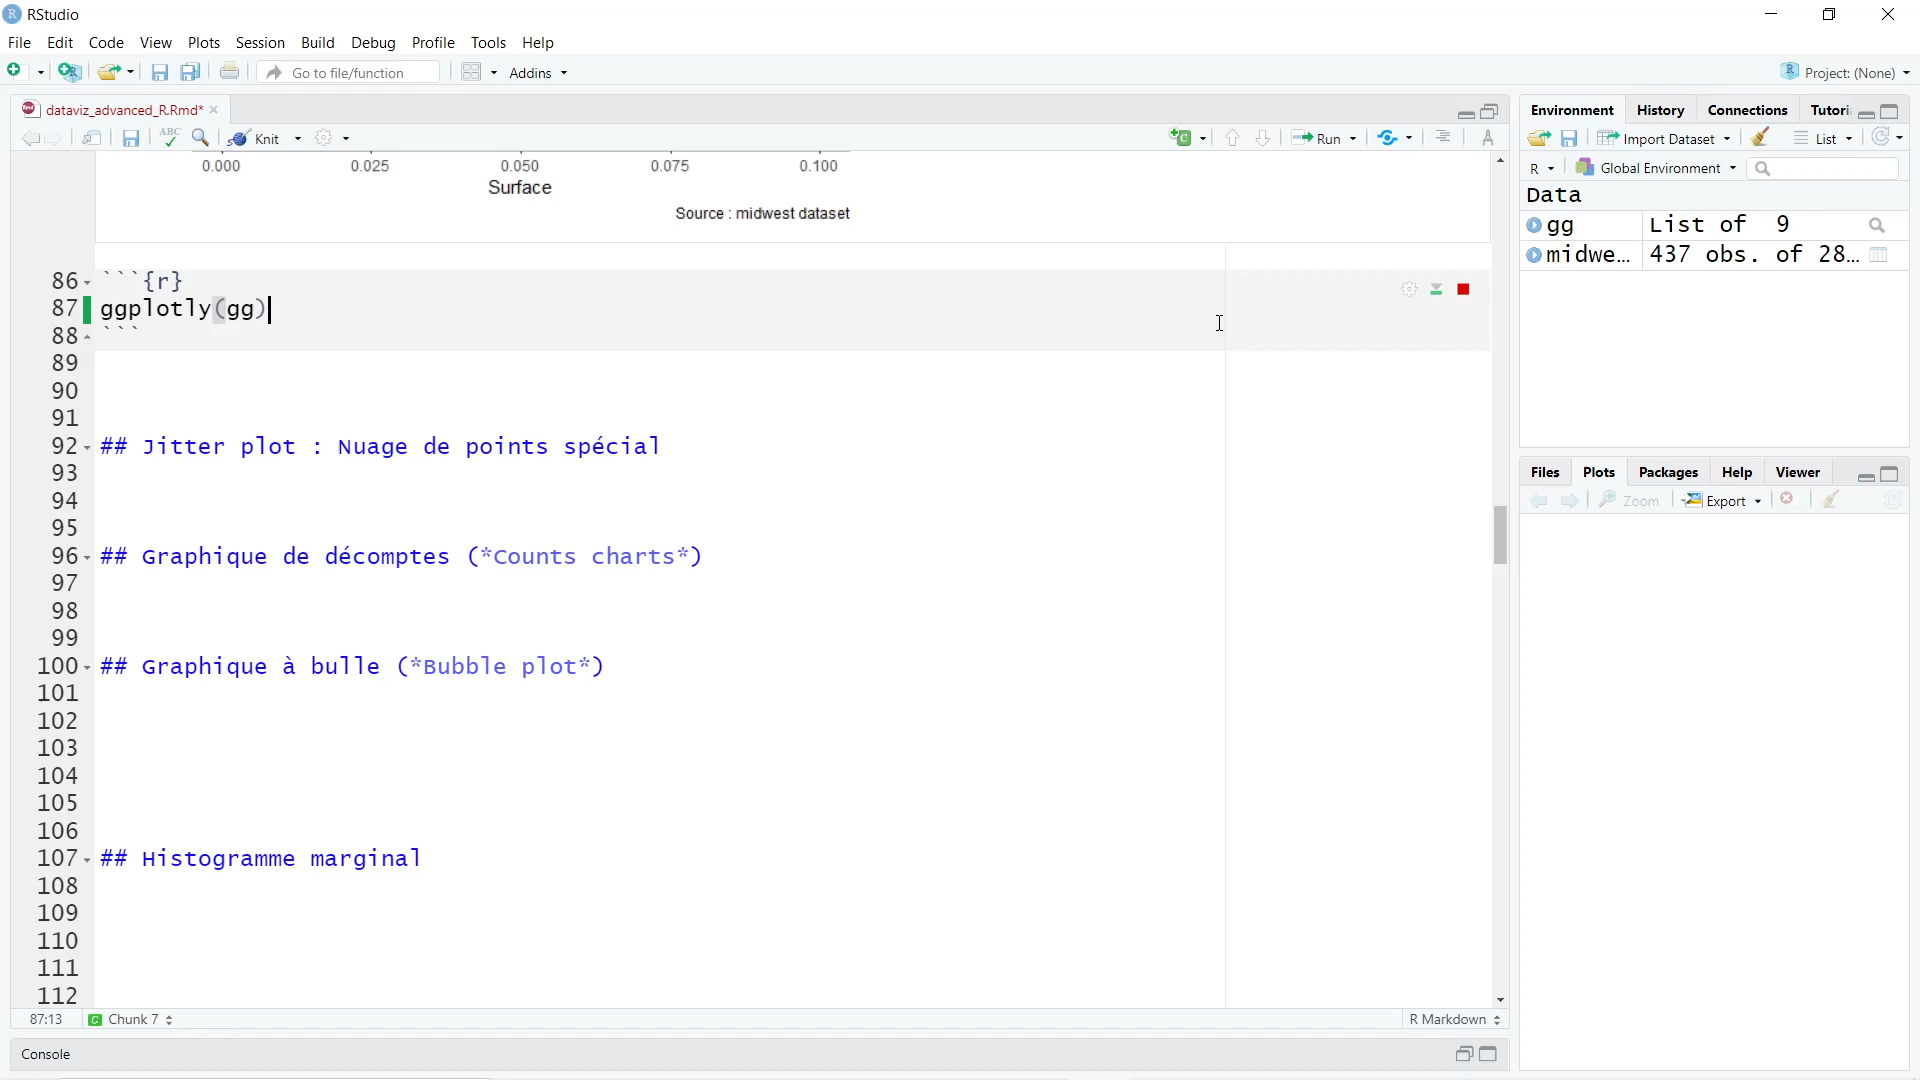 RStudio
File Edit Code View Plots Session Build Debug Profile Tools Help
Go to file/function Addins Project: (None)
dataviz_advanced_R.Rmd*
ABC Knit Run
0.000 0.025 0.050 0.075 0.100
Surface
Source : midwest dataset
86 ```{r}
87 ggplotly(gg)
88 ```
89
90
91
92 ## Jitter plot : Nuage de points spécial
93
94
95
96 ## Graphique de décomptes (*Counts charts*)
97
98
99
100 ## Graphique à bulle (*Bubble plot*)
101
102
103
104
105
106
107 ## Histogramme marginal
108
109
110
111
112
87:13 Chunk 7 R Markdown
Console
Environment History Connections Tutori
Import Dataset List
R Global Environment
Data
gg List of 9
midwe... 437 obs. of 28...
Files Plots Packages Help Viewer
Zoom Export